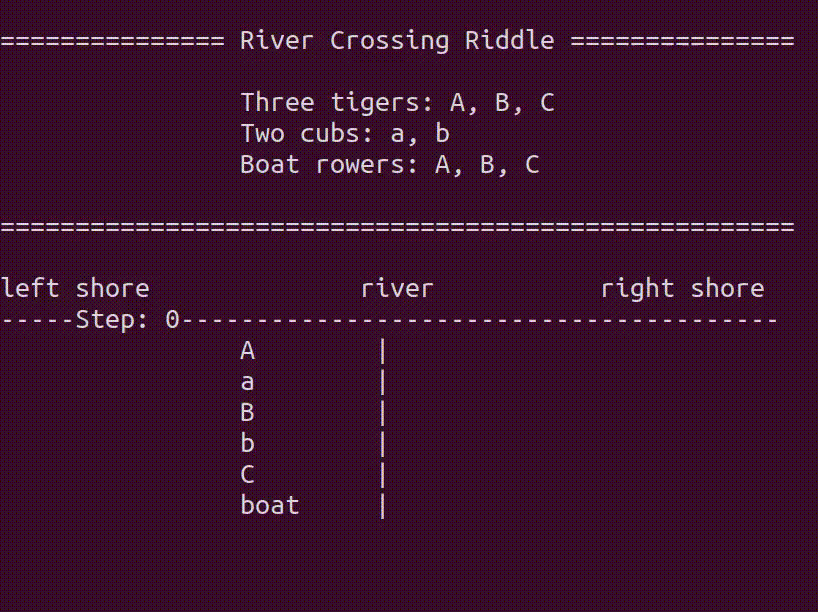 =============== River Crossing Riddle ===============
Three tigers: A, B, C
Two cubs: a, b
Boat rowers: A, B, C
=====================================================
left shore river right shore
-----Step: 0----------------------------------------
A |
a |
B |
b |
C |
boat |